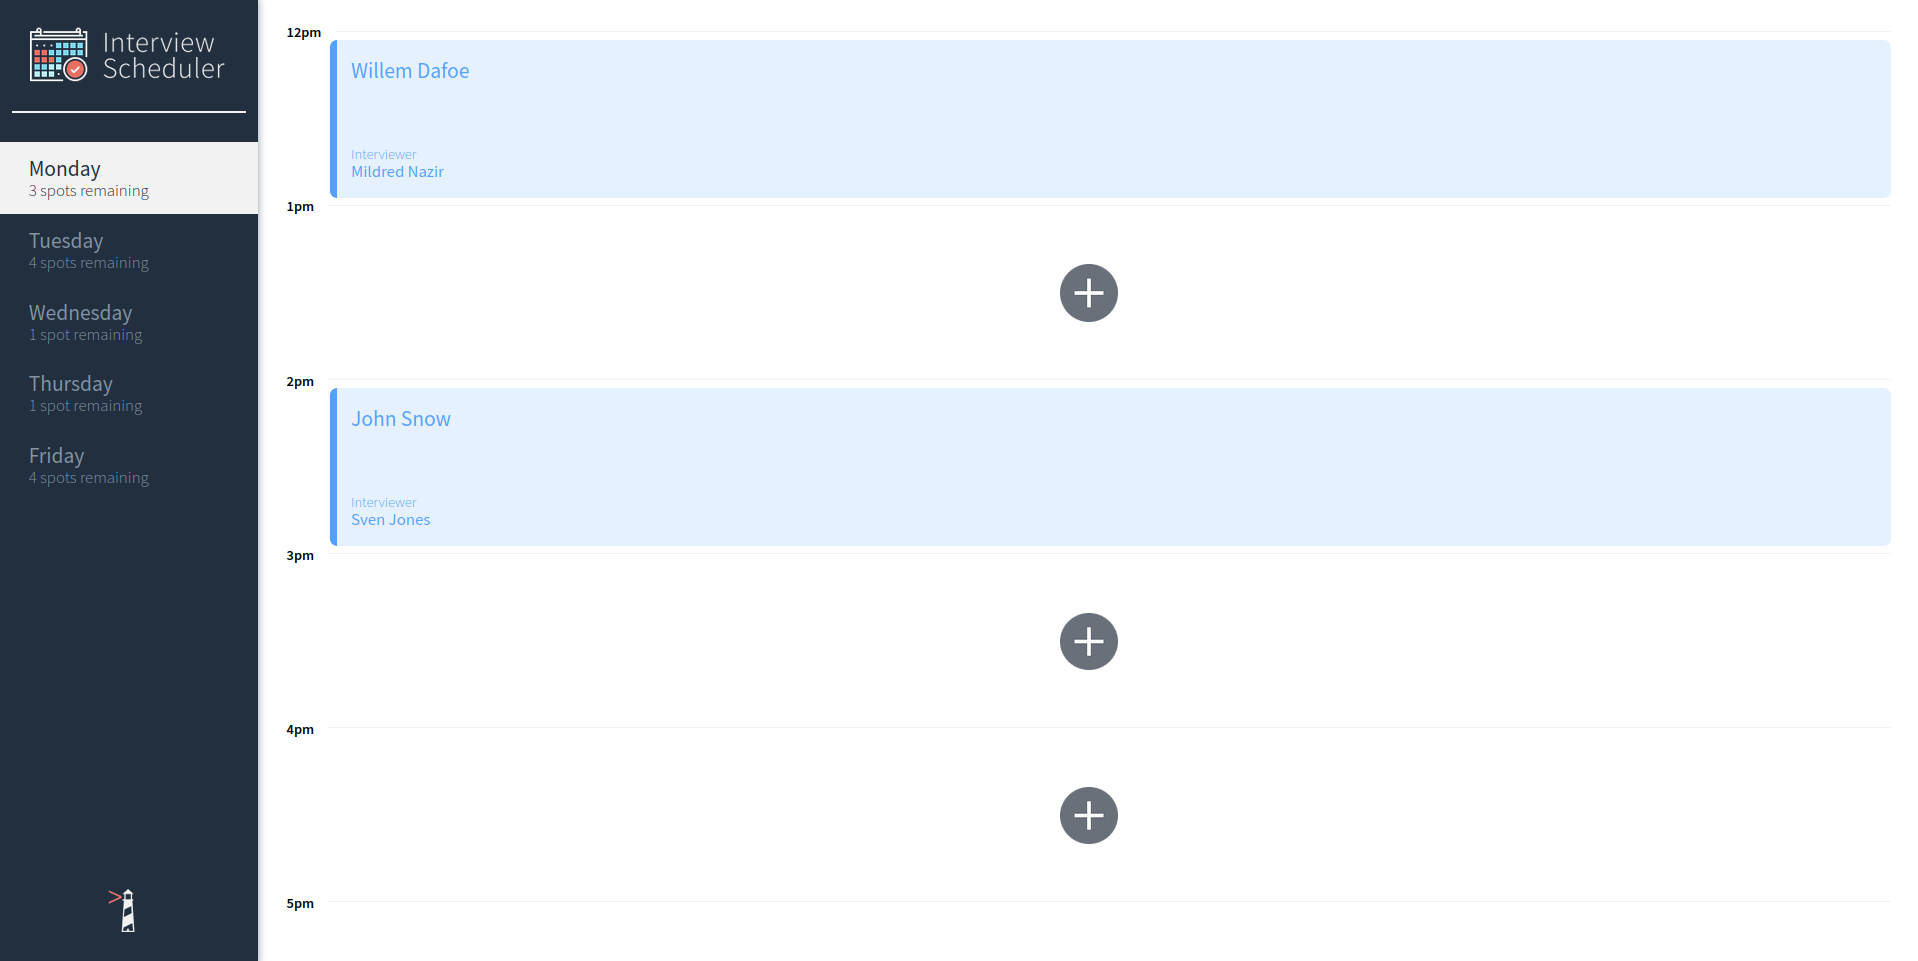 Interview
Scheduler
Monday
3 spots remaining
Tuesday
4 spots remaining
Wednesday
1 spot remaining
Thursday
1 spot remaining
Friday
4 spots remaining
12pm
Willem Dafoe
Interviewer
Mildred Nazir
1pm
2pm
John Snow
Interviewer
Sven Jones
3pm
4pm
5pm